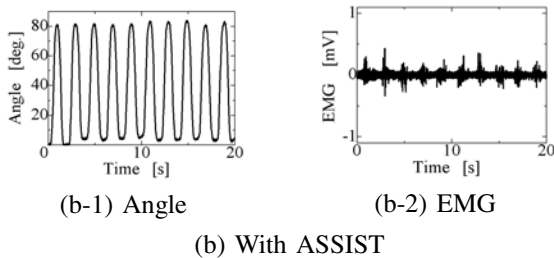 80
60
40
20
0
Angle [deg.]
0 10 20
Time [s]
(b-1) Angle
1
0
-1
EMG [mV]
0 10 20
Time [s]
(b-2) EMG
(b) With ASSIST